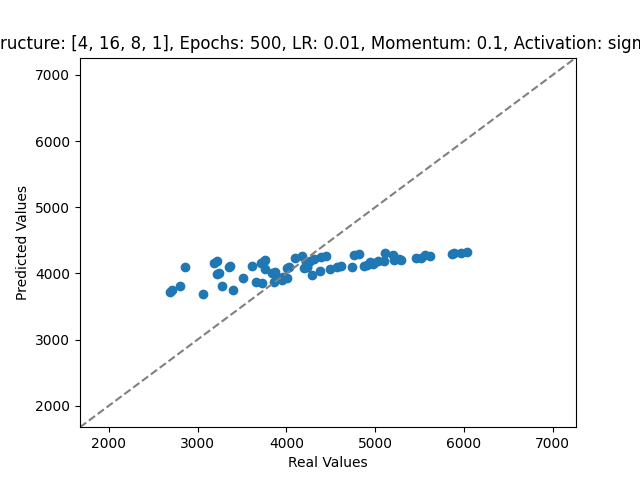 ructure: [4, 16, 8, 1], Epochs: 500, LR: 0.01, Momentum: 0.1, Activation: sigm
7000
6000
5000
4000
3000
2000
Predicted Values
2000 3000 4000 5000 6000 7000
Real Values